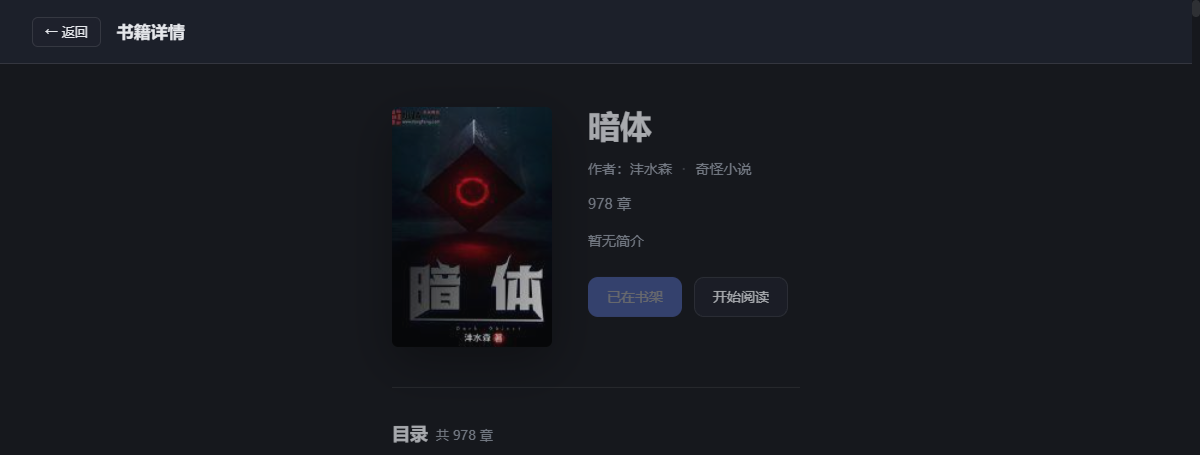 ← 返回 书籍详情
暗体
作者：沣水森 · 奇怪小说
978 章
暂无简介
已在书架 开始阅读
暗 体
Dark Object
沣水森 著
目录 共 978 章